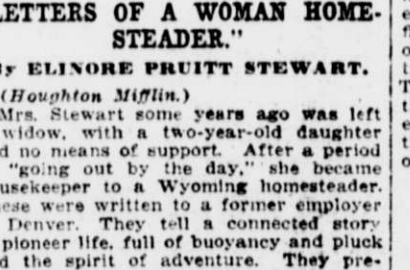 LETTERS OF A WOMAN HOME-
STEADER."
By ELINORE PRUITT STEWART.
(Houghton Mifflin.)
Mrs. Stewart some years ago was left
widow, with a two-year-old daughter
no means of support. After a period
"going out by the day," she became
usekeeper to a Wyoming homesteader.
ese were written to a former employer
Denver. They tell a connected story
pioneer life, full of buoyancy and pluck
d the spirit of adventure. They pre-